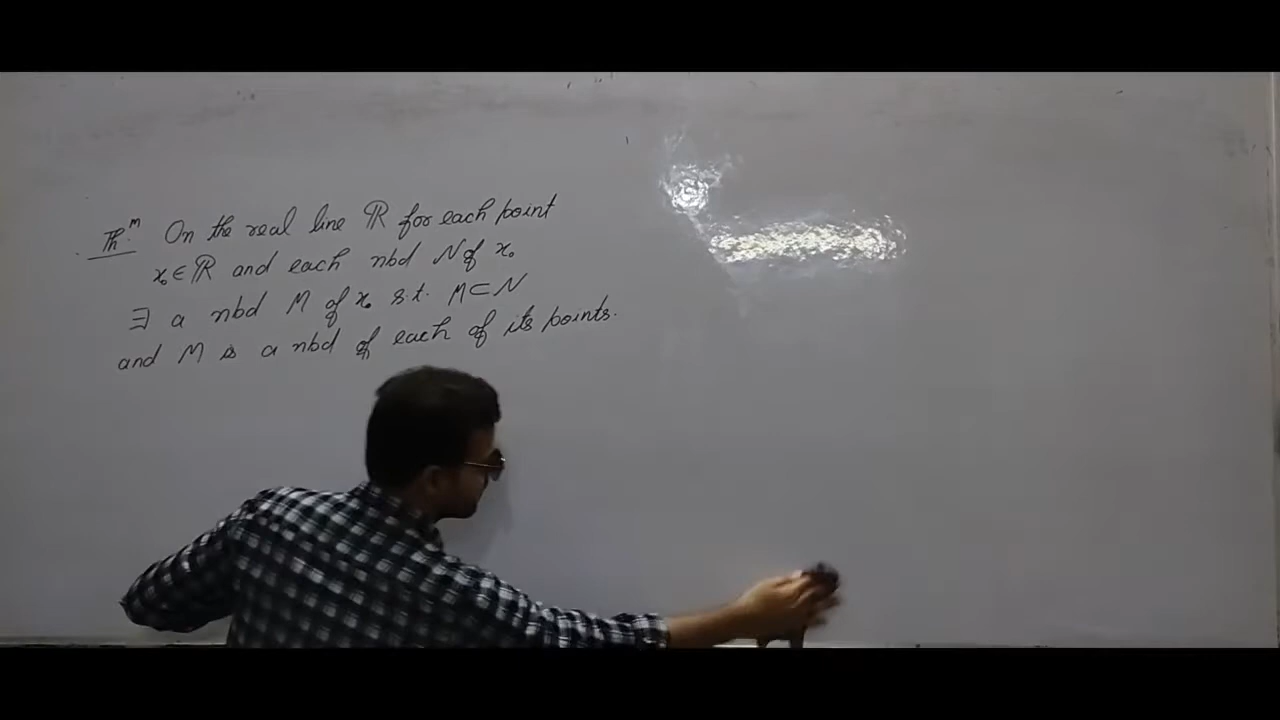 Th.m On the real line ℝ for each point
x₀ ∈ ℝ and each nbd N of x₀
∃ a nbd M of x₀ s.t. M ⊂ N
and M is a nbd of each of its points.